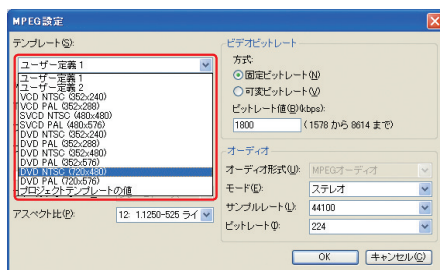 MPEG設定
テンプレート(S):
ユーザー定義 1
ユーザー定義 1
ユーザー定義 2
VCD NTSC (352x240)
VCD PAL (352x288)
SVCD NTSC (480x480)
SVCD PAL (480x576)
DVD NTSC (352x240)
DVD PAL (352x288)
DVD NTSC (352x480)
DVD PAL (352x576)
DVD NTSC (720x480)
DVD PAL (720x576)
プロジェクトテンプレートの値
アスペクト比(P):
12: 1.1250-525 ライ
ビデオビットレート
方式:
固定ビットレート(N)
可変ビットレート(V)
ビットレート値(B)(kbps):
1800 (1578 から 8614 まで)
オーディオ
オーディオ形式(U): MPEGオーディオ
モード(E): ステレオ
サンプルレート(L): 44100
ビットレート(I): 224
OK キャンセル(C)